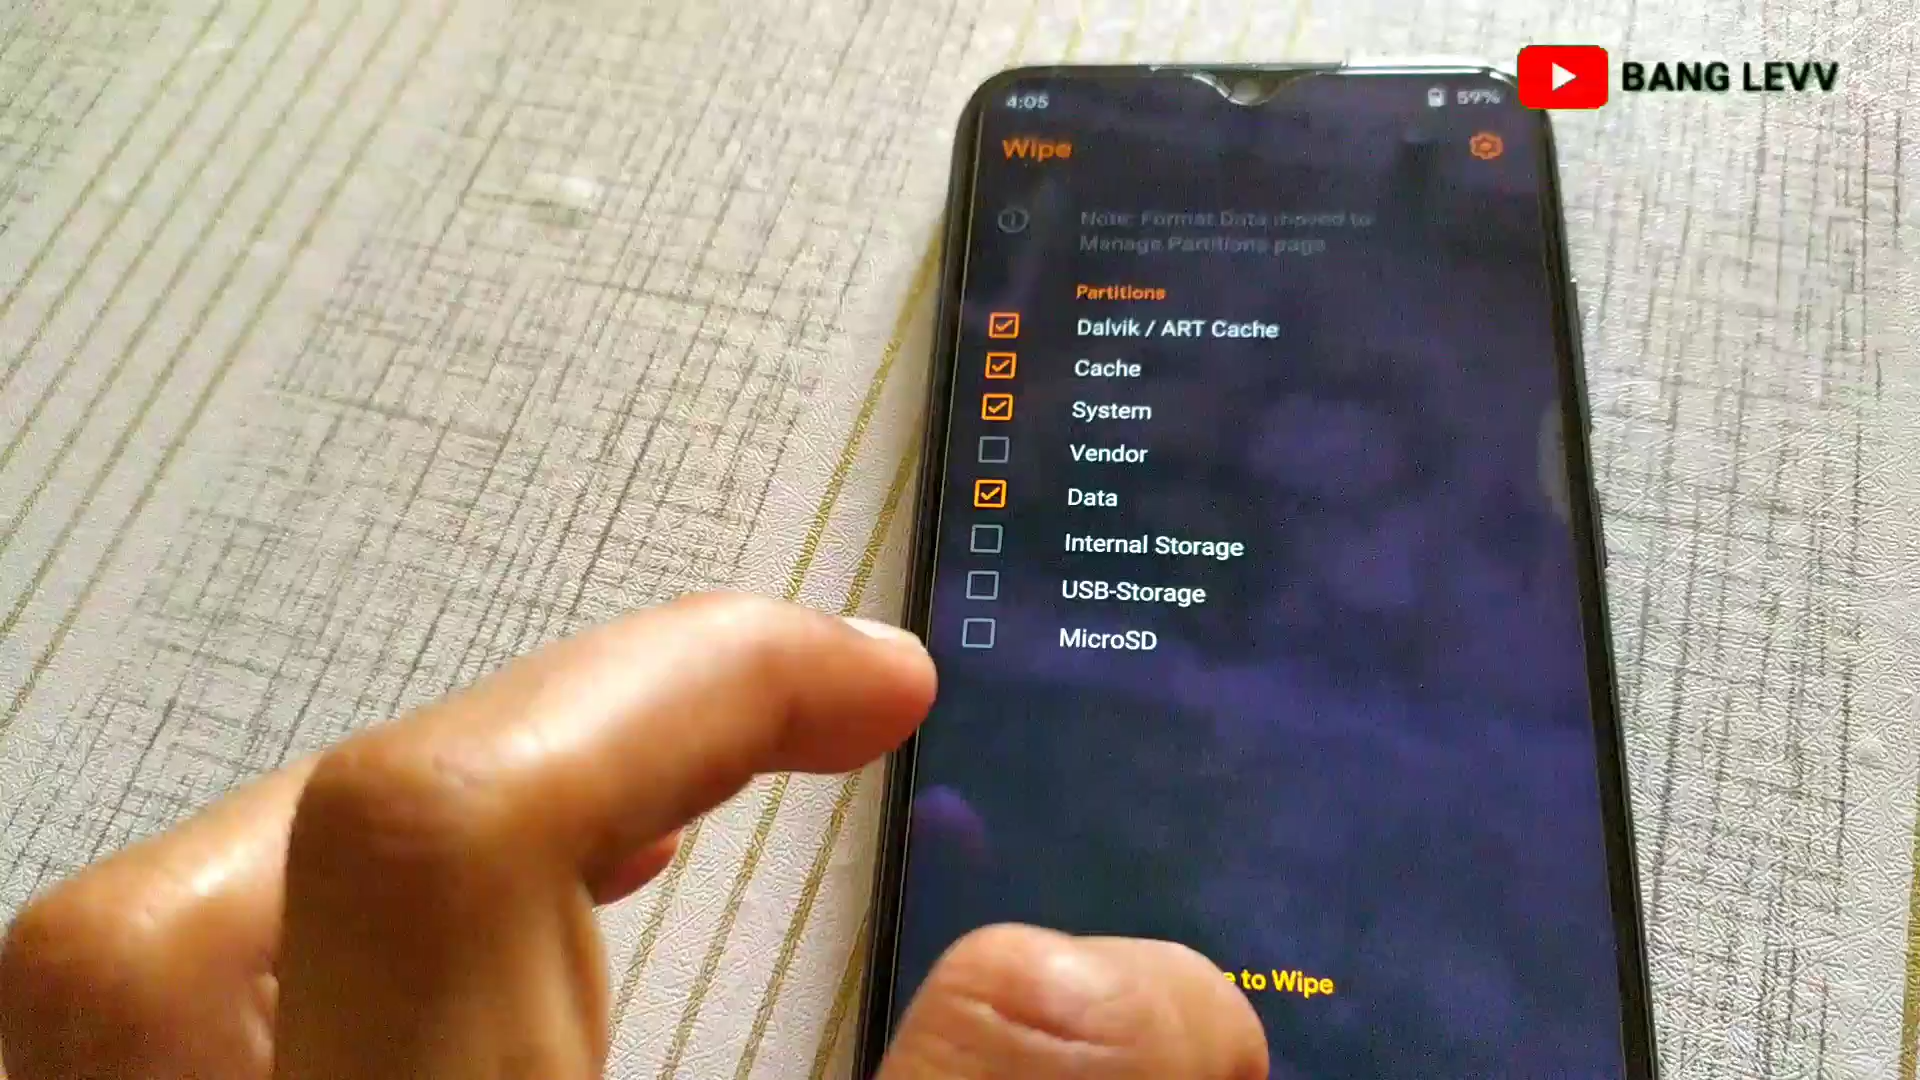 BANG LEVV
4:05
59%
Wipe
Note: Format Data moved to
Manage Partitions page
Partitions
Dalvik / ART Cache
Cache
System
Vendor
Data
Internal Storage
USB-Storage
MicroSD
to Wipe